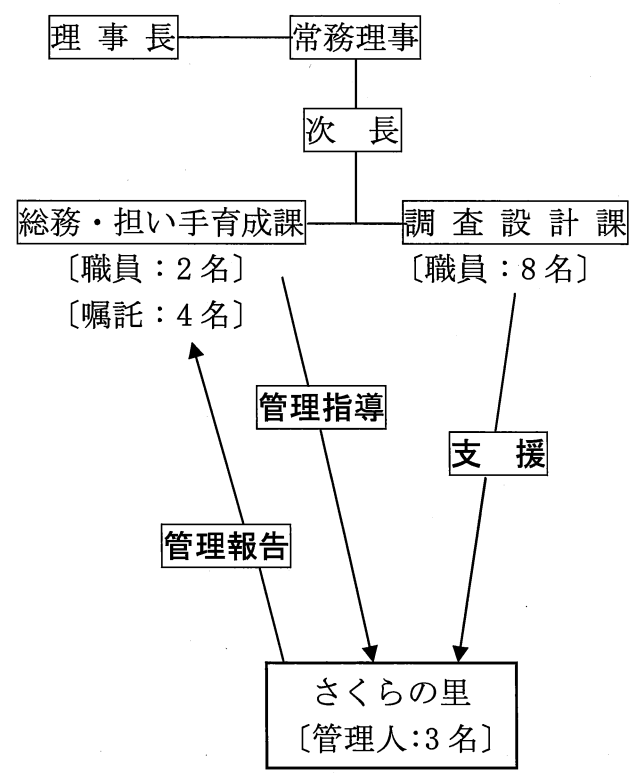 理事長
常務理事
次長
総務・担い手育成課
〔職員：2名〕
〔嘱託：4名〕
調査設計課
〔職員：8名〕
管理指導
支援
管理報告
さくらの里
〔管理人：3名〕